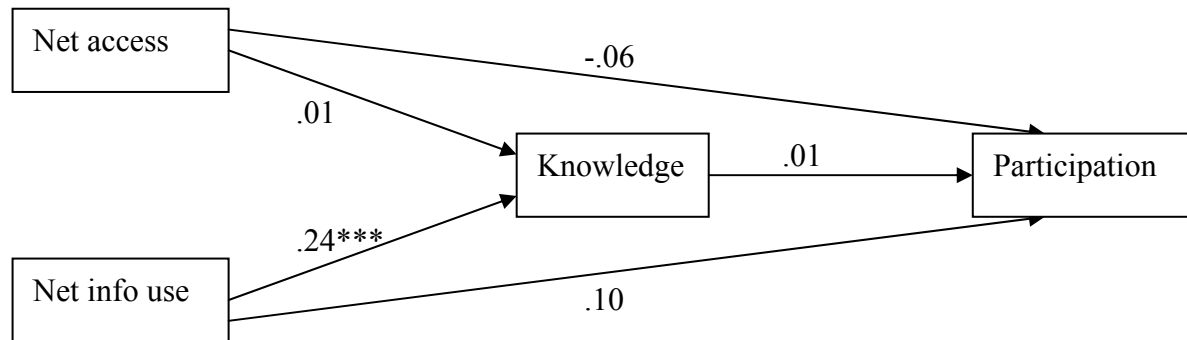 Net access
-.06
.01
Knowledge
.01
Participation
.24***
Net info use
.10